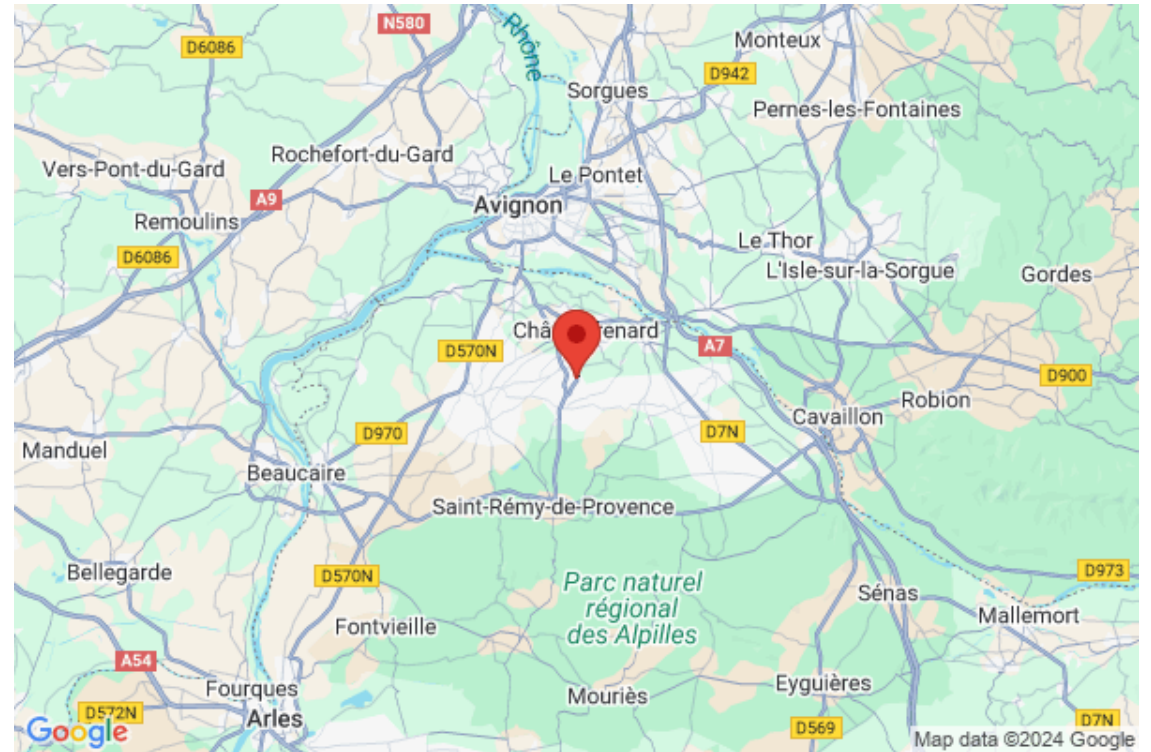 N580
D6086
Rhône
Monteux
D942
Sorgues
Pernes-les-Fontaines
Rochefort-du-Gard
Vers-Pont-du-Gard
Le Pontet
A9
Avignon
Remoulins
Le Thor
D6086
L'Isle-sur-la-Sorgue
Gordes
Châ enard
D570N
A7
D900
Robion
Cavaillon
D970
D7N
Manduel
Beaucaire
Saint-Rémy-de-Provence
Bellegarde
D570N
D973
Parc naturel
régional
des Alpilles
Sénas
Mallemort
Fontvieille
A54
Fourques
Eyguières
Mouriès
D572N
Arles
D569
D7N
Google
Map data ©2024 Google